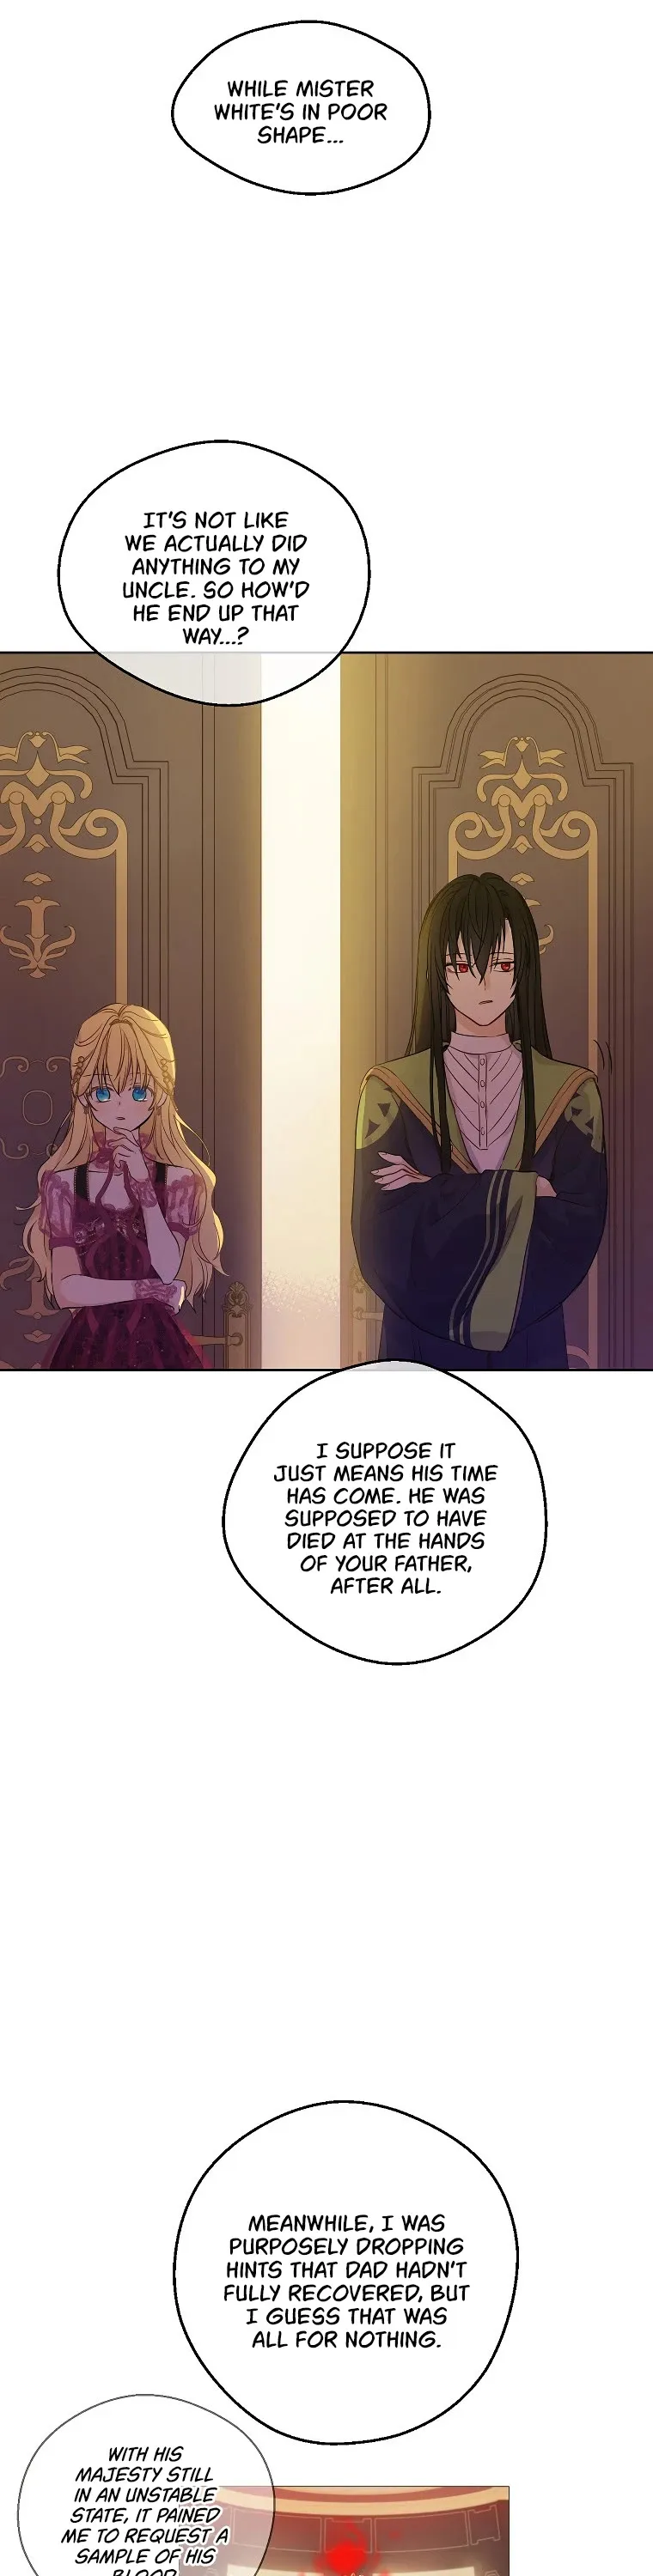 WHILE MISTER
WHITE'S IN POOR
SHAPE...
IT'S NOT LIKE
WE ACTUALLY DID
ANYTHING TO MY
UNCLE. SO HOW'D
HE END UP THAT
WAY...?
I SUPPOSE IT
JUST MEANS HIS TIME
HAS COME. HE WAS
SUPPOSED TO HAVE
DIED AT THE HANDS
OF YOUR FATHER,
AFTER ALL.
MEANWHILE, I WAS
PURPOSELY DROPPING
HINTS THAT DAD HADN'T
FULLY RECOVERED, BUT
I GUESS THAT WAS
ALL FOR NOTHING.
WITH HIS
MAJESTY STILL
IN AN UNSTABLE
STATE, IT PAINED
ME TO REQUEST A
SAMPLE OF HIS
BLOOD